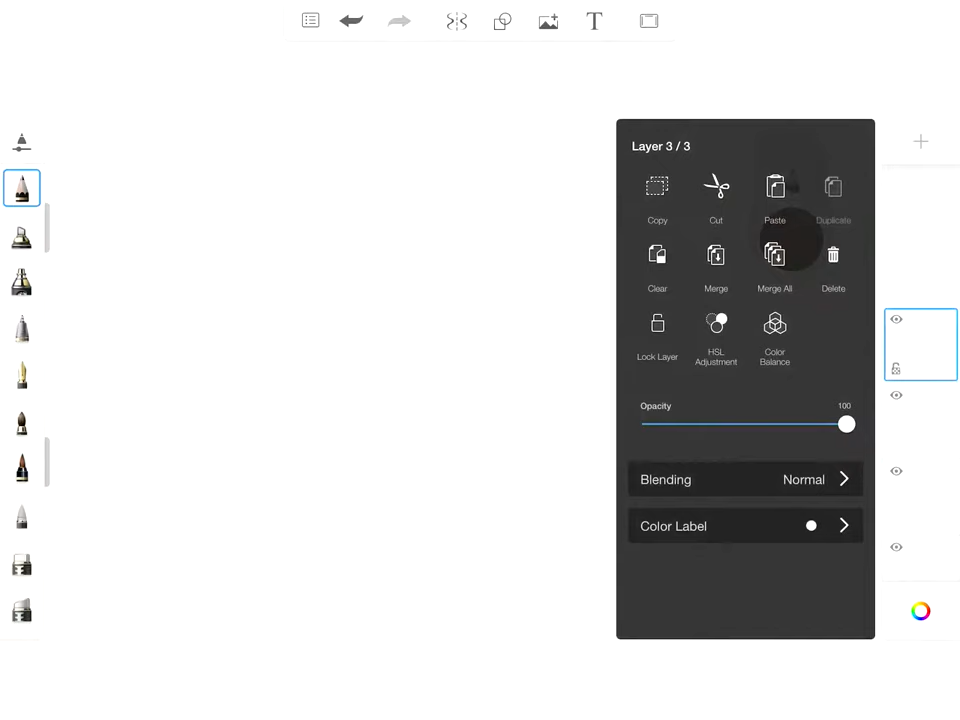 T
Layer 3 / 3
Copy Cut Paste Duplicate
Clear Merge Merge All Delete
Lock Layer HSL Adjustment Color Balance
Opacity 100
Blending Normal
Color Label